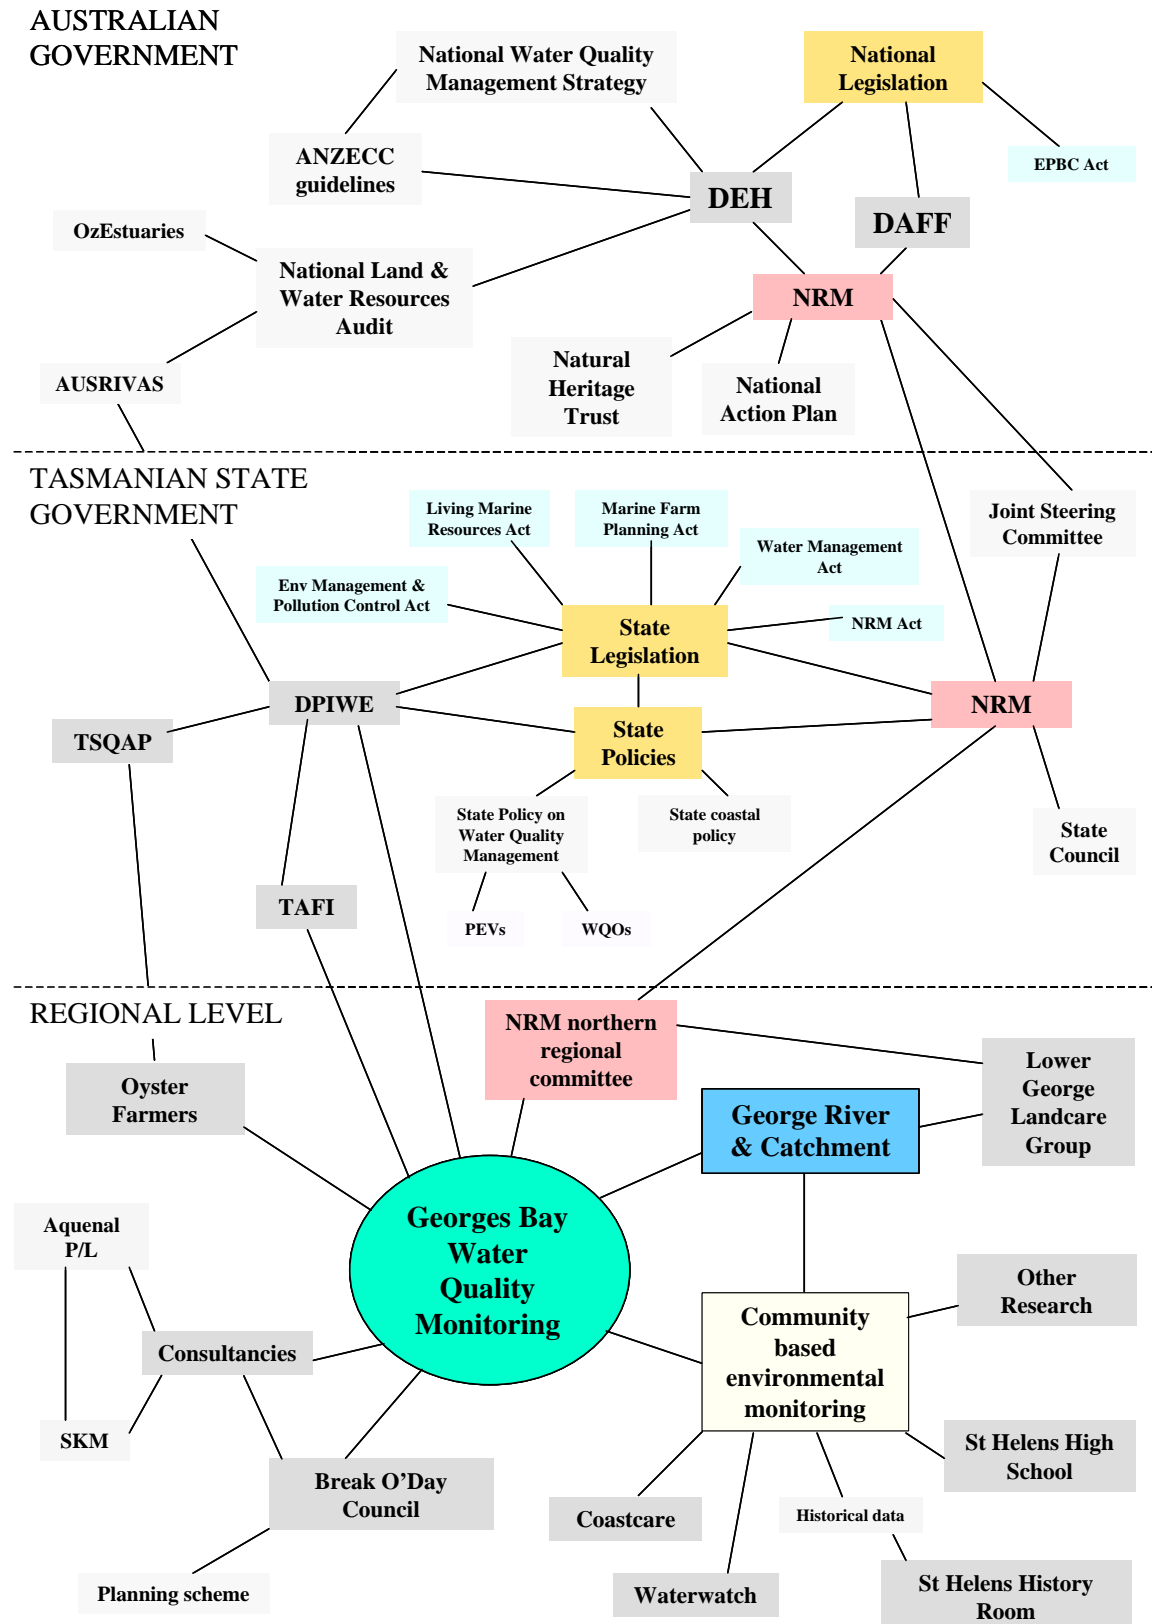 AUSTRALIAN
GOVERNMENT
National Water Quality
Management Strategy
National
Legislation
ANZECC
guidelines
EPBC Act
DEH
DAFF
OzEstuaries
National Land &
Water Resources
Audit
NRM
AUSRIVAS
Natural
Heritage
Trust
National
Action Plan
TASMANIAN STATE
GOVERNMENT
Living Marine
Resources Act
Marine Farm
Planning Act
Water Management
Act
Joint Steering
Committee
Env Management &
Pollution Control Act
State
Legislation
NRM Act
DPIWE
NRM
TSQAP
State
Policies
State Policy on
Water Quality
Management
State coastal
policy
State
Council
TAFI
PEVs
WQOs
REGIONAL LEVEL
NRM northern
regional
committee
Oyster
Farmers
Lower
George
Landcare
Group
George River
& Catchment
Georges Bay
Water
Quality
Monitoring
Aquenal
P/L
Other
Research
Community
based
environmental
monitoring
Consultancies
SKM
St Helens High
School
Break O'Day
Council
Coastcare
Historical data
Planning scheme
Waterwatch
St Helens History
Room